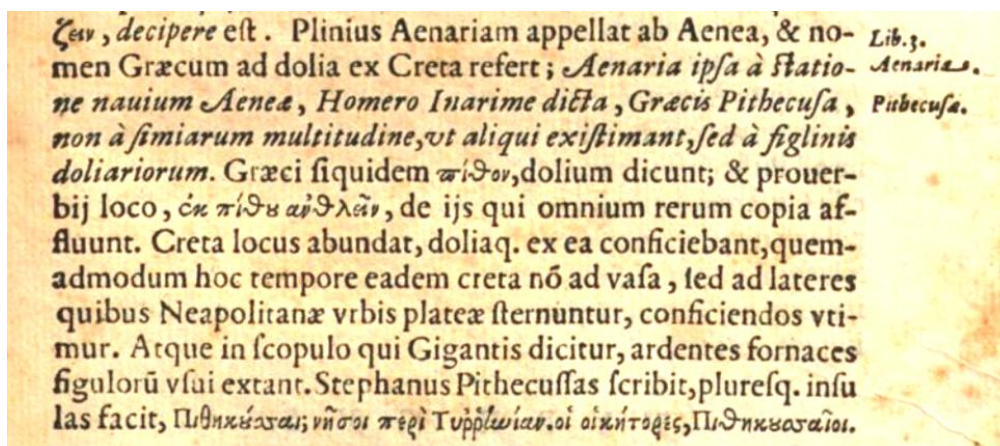 ζειν, decipere eſt. Plinius Aenariam appellat ab Aenea, & no-
men Græcum ad dolia ex Creta refert; Aenaria ipſa à ſtatio-
ne nauium Aeneæ, Homero Inarime dicta, Græcis Pithecuſa,
non à ſimiarum multitudine, vt aliqui exiſtimant, ſed à figlinis
doliariorum. Græci ſiquidem πίθον, dolium dicunt; & prouer-
bij loco, ἐκ πίθου ἀνθλεῖν, de ijs qui omnium rerum copia af-
fluunt. Creta locus abundat, doliaq. ex ea conficiebant, quem-
admodum hoc tempore eadem creta nõ ad vaſa, ſed ad lateres
quibus Neapolitanæ vrbis plateæ ſternuntur, conficiendos vti-
mur. Atque in ſcopulo qui Gigantis dicitur, ardentes fornaces
figulorũ vſui extant. Stephanus Pithecuſſas ſcribit, pluresq. inſu
las facit, Πιθηκοῦσσαι; νῆσοι περὶ Τυῤῥηνίαν. οἱ οἰκήτορες, Πιθηκουσσαῖοι.
Lib. 3.
Aenaria.
Pithecuſa.